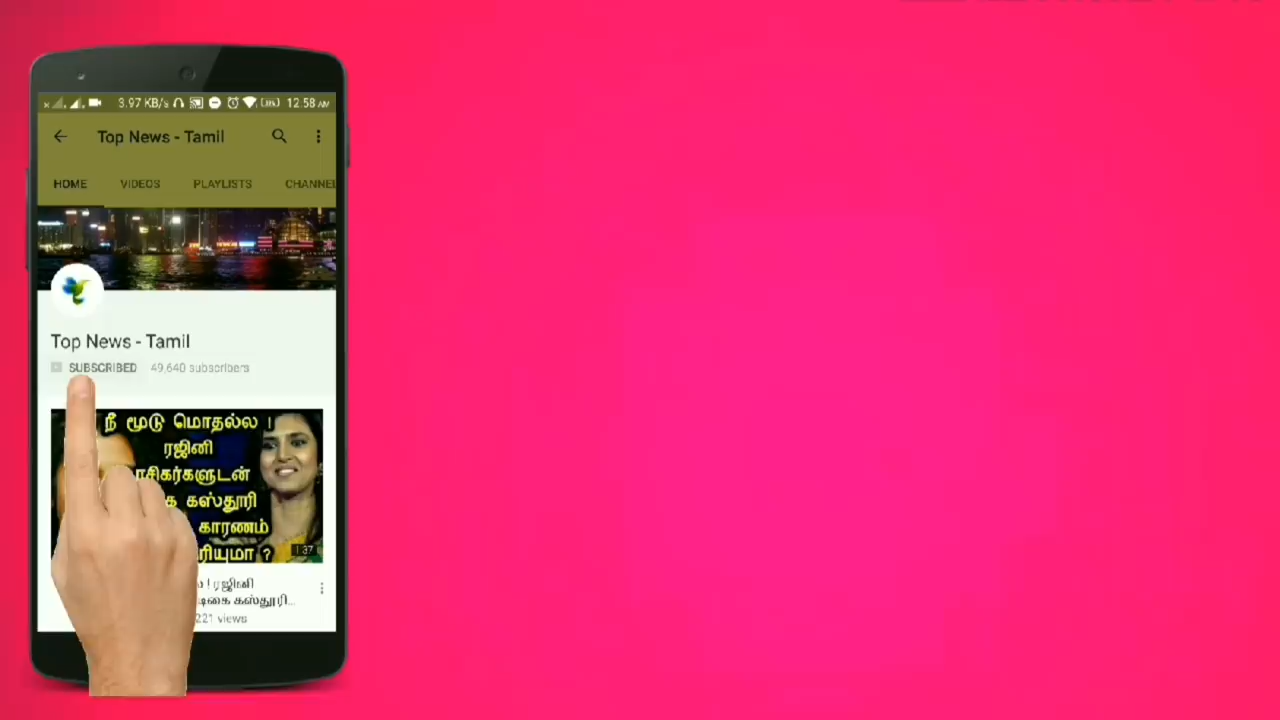 3.97 KB/s 12:58 AM
Top News - Tamil
HOME VIDEOS PLAYLISTS CHANNEL
Top News - Tamil
SUBSCRIBED 49,640 subscribers
நீ மூடு மொதல்ல !
ரஜினி
கஸ்தூரி
காரணம்
?
1:37
! ரஜினி
கஸ்தூரி...
221 views